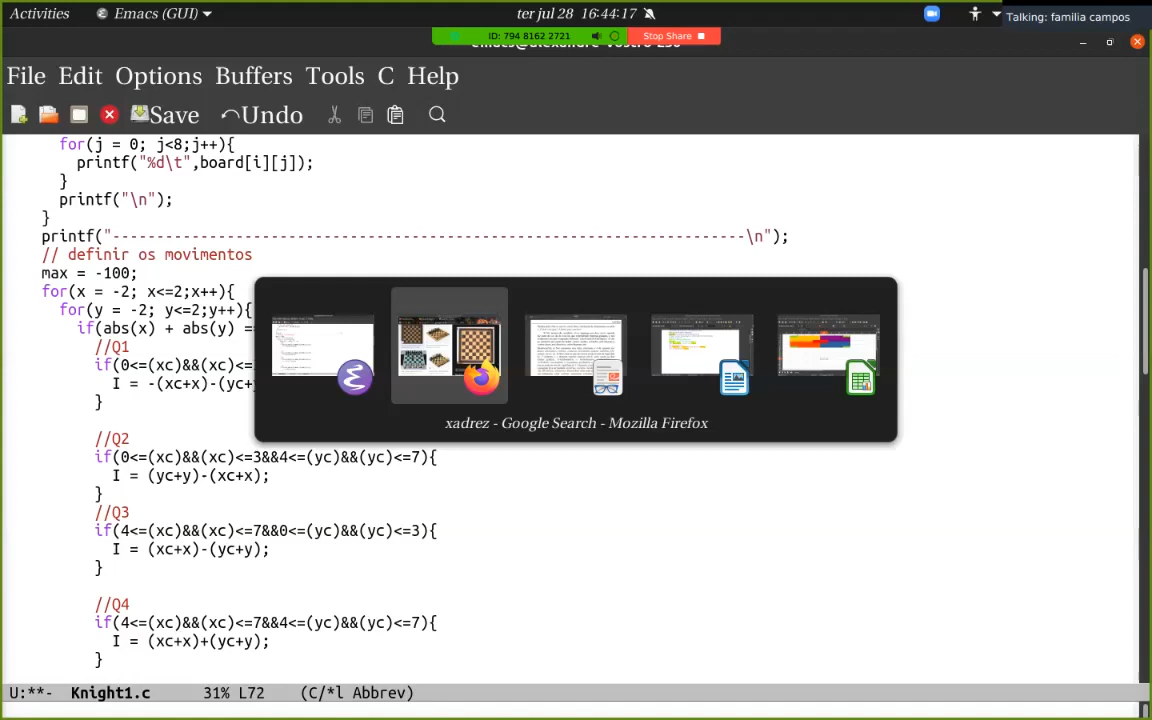 Activities Emacs (GUI) ter jul 28 16:44:17 Talking: familia campos
ID: 794 8162 2721 Stop Share
File Edit Options Buffers Tools C Help
Save Undo
for(j = 0; j<8;j++){
printf("%d\t",board[i][j]);
}
printf("\n");
}
printf("------------------------------------------------------------------------\n");
// definir os movimentos
max = -100;
for(x = -2; x<=2;x++){
for(y = -2; y<=2;y++){
if(abs(x) + abs(y) =
//Q1
if(0<=(xc)&&(xc)<=3
I = -(xc+x)-(yc+y
}
xadrez - Google Search - Mozilla Firefox
//Q2
if(0<=(xc)&&(xc)<=3&&4<=(yc)&&(yc)<=7){
I = (yc+y)-(xc+x);
}
//Q3
if(4<=(xc)&&(xc)<=7&&0<=(yc)&&(yc)<=3){
I = (xc+x)-(yc+y);
}
//Q4
if(4<=(xc)&&(xc)<=7&&4<=(yc)&&(yc)<=7){
I = (xc+x)+(yc+y);
}
U:**- Knight1.c 31% L72 (C/*l Abbrev)